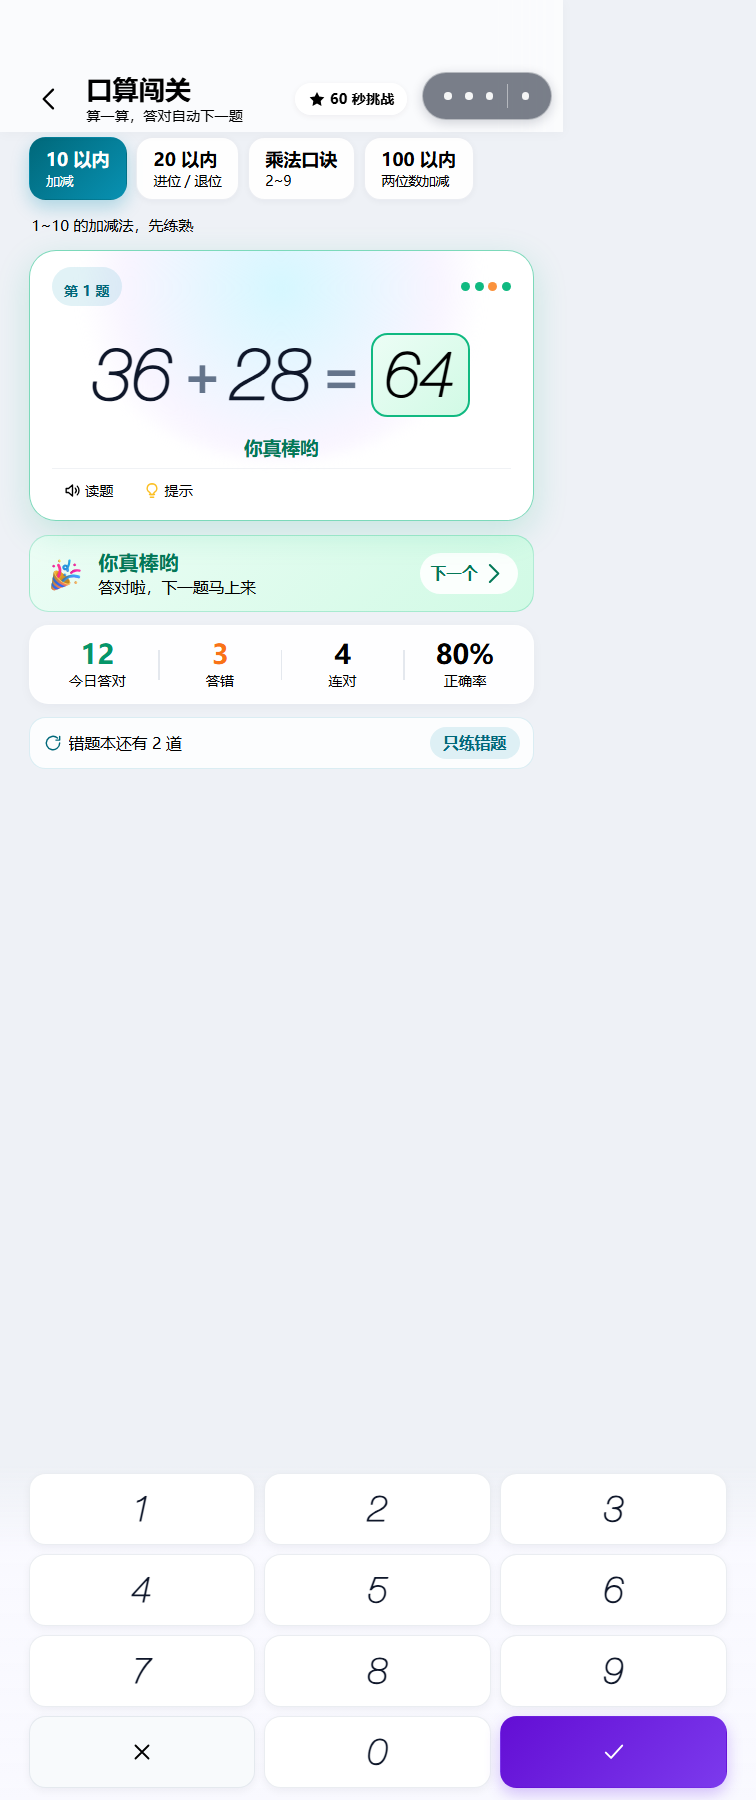 口算闯关
算一算，答对自动下一题
★ 60 秒挑战
10 以内
加减
20 以内
进位 / 退位
乘法口诀
2~9
100 以内
两位数加减
1~10 的加减法，先练熟
第 1 题
36 + 28 = 64
你真棒哟
读题
提示
你真棒哟
答对啦，下一题马上来
下一个
12
今日答对
3
答错
4
连对
80%
正确率
错题本还有 2 道
只练错题
1 2 3
4 5 6
7 8 9
0